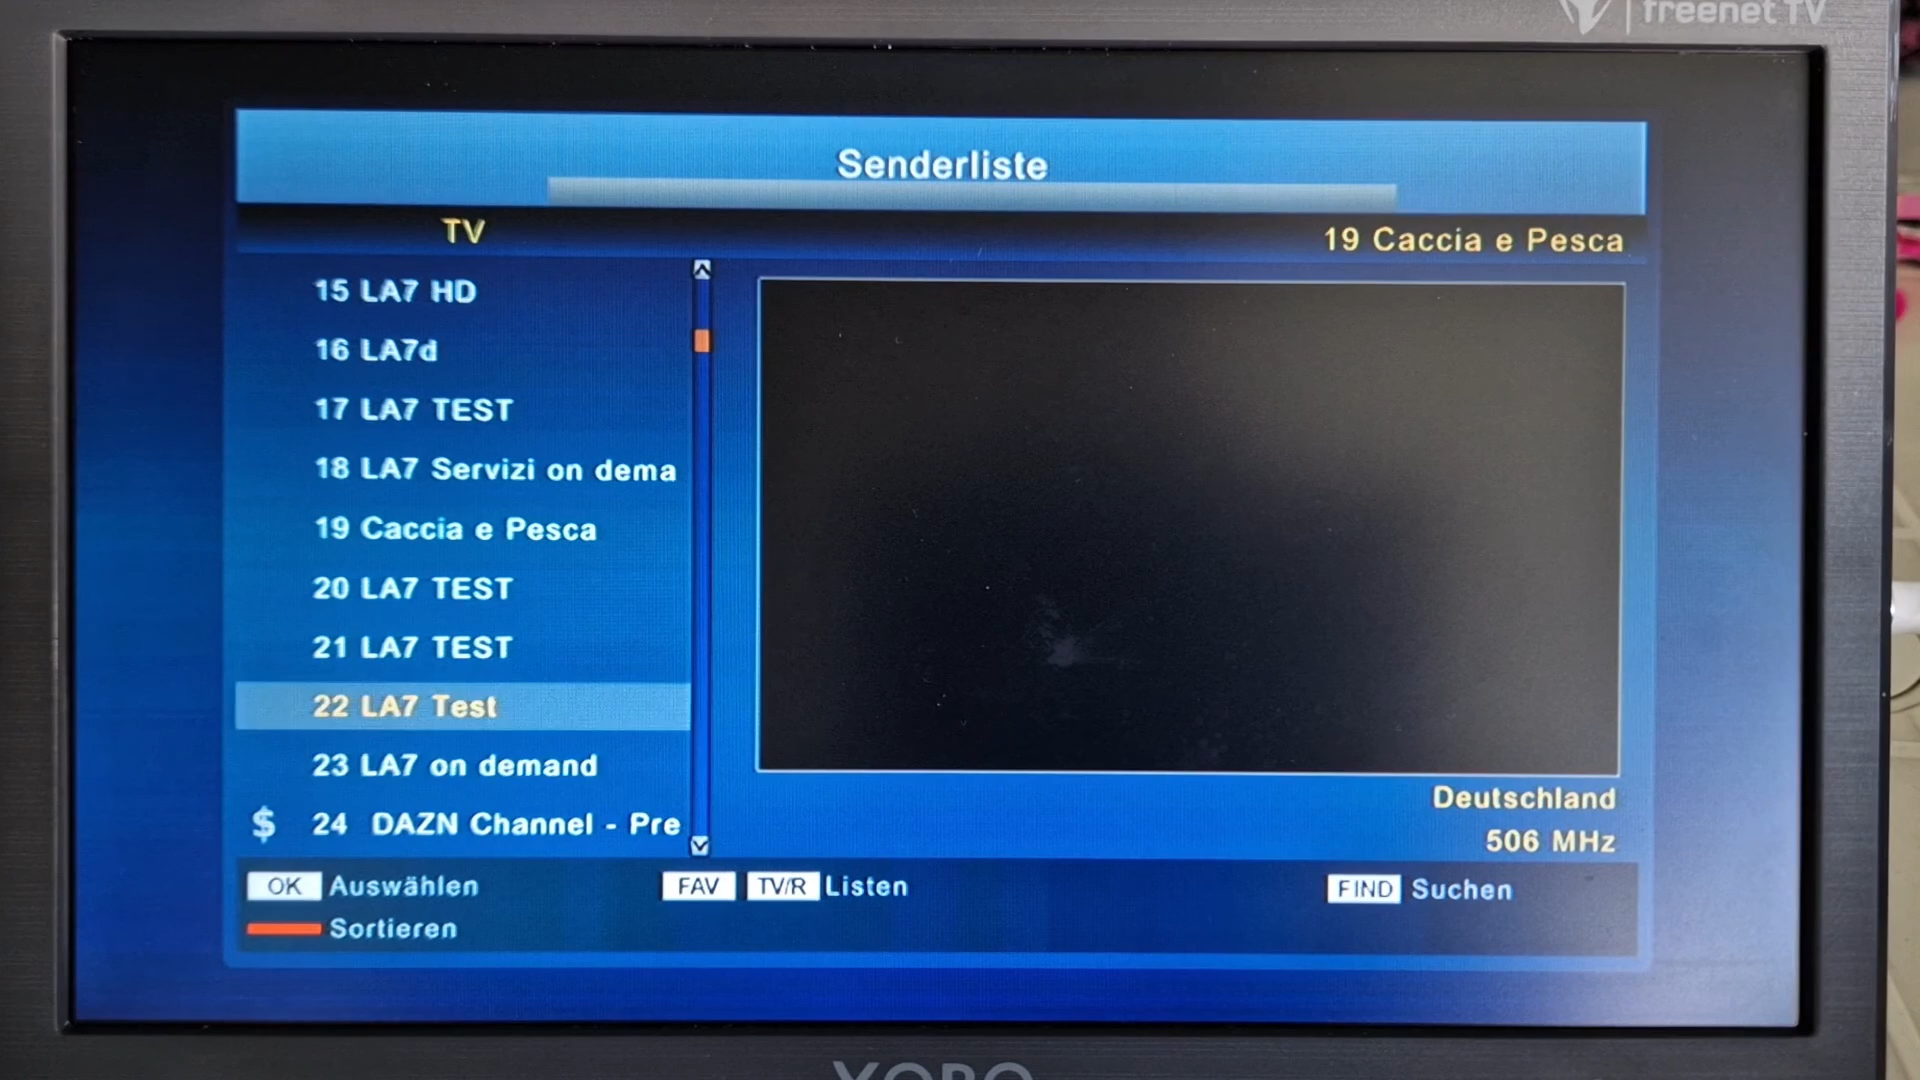 freenet TV
Senderliste
TV
19 Caccia e Pesca
15 LA7 HD
16 LA7d
17 LA7 TEST
18 LA7 Servizi on dema
19 Caccia e Pesca
20 LA7 TEST
21 LA7 TEST
22 LA7 Test
23 LA7 on demand
$ 24 DAZN Channel - Pre
Deutschland
506 MHz
OK Auswählen
FAV TV/R Listen
FIND Suchen
Sortieren